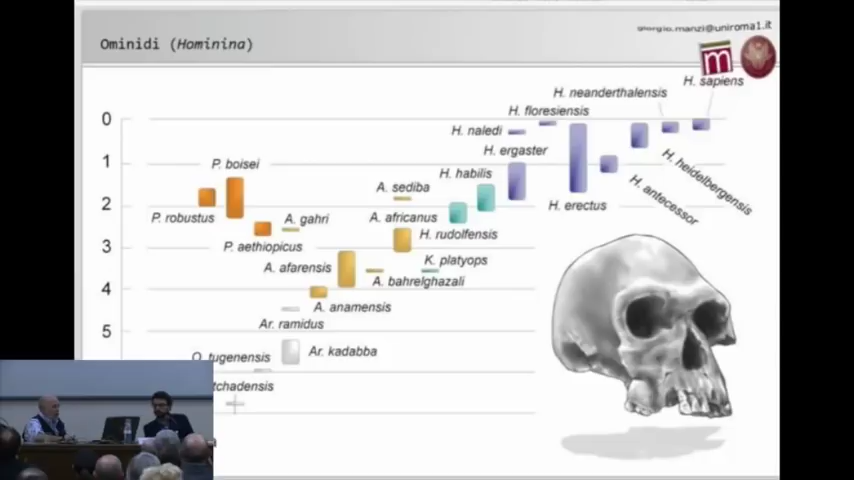 giorgio.manzi@uniroma1.it
Ominidi (Hominina)
m
H. sapiens
H. neanderthalensis
H. floresiensis
0
H. naledi
H. ergaster
1
P. boisei
H. habilis
H. heidelbergensis
A. sediba
H. antecessor
2
P. robustus
A. gahri
A. africanus
H. erectus
H. rudolfensis
3
P. aethiopicus
K. platyops
A. afarensis
A. bahrelghazali
4
A. anamensis
Ar. ramidus
5
Ar. kadabba
O. tugenensis
tchadensis